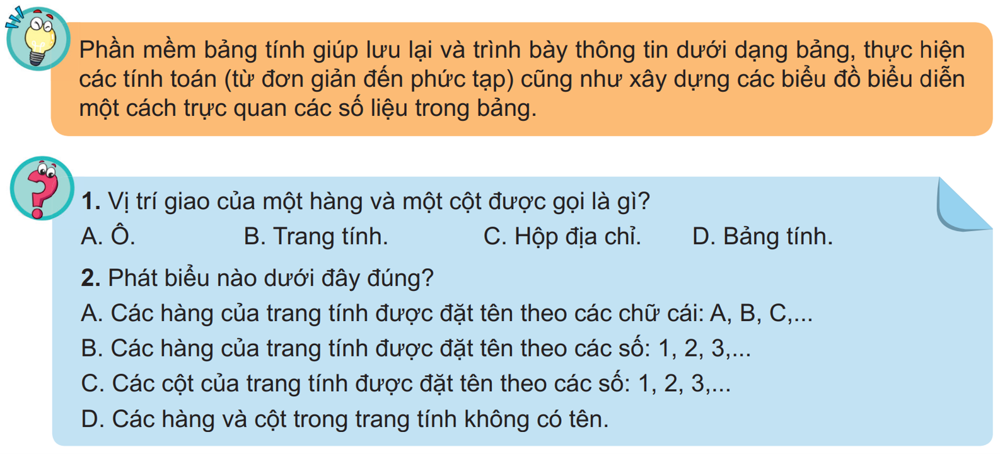 Phần mềm bảng tính giúp lưu lại và trình bày thông tin dưới dạng bảng, thực hiện
các tính toán (từ đơn giản đến phức tạp) cũng như xây dựng các biểu đồ biểu diễn
một cách trực quan các số liệu trong bảng.
1. Vị trí giao của một hàng và một cột được gọi là gì?
A. Ô. B. Trang tính. C. Hộp địa chỉ. D. Bảng tính.
2. Phát biểu nào dưới đây đúng?
A. Các hàng của trang tính được đặt tên theo các chữ cái: A, B, C,...
B. Các hàng của trang tính được đặt tên theo các số: 1, 2, 3,...
C. Các cột của trang tính được đặt tên theo các số: 1, 2, 3,...
D. Các hàng và cột trong trang tính không có tên.